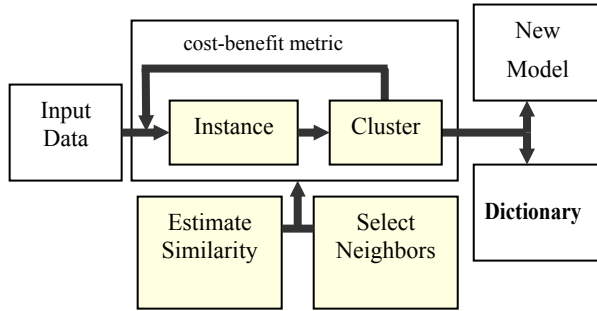 cost-benefit metric
New
Model
Input
Data
Instance
Cluster
Estimate
Similarity
Select
Neighbors
Dictionary